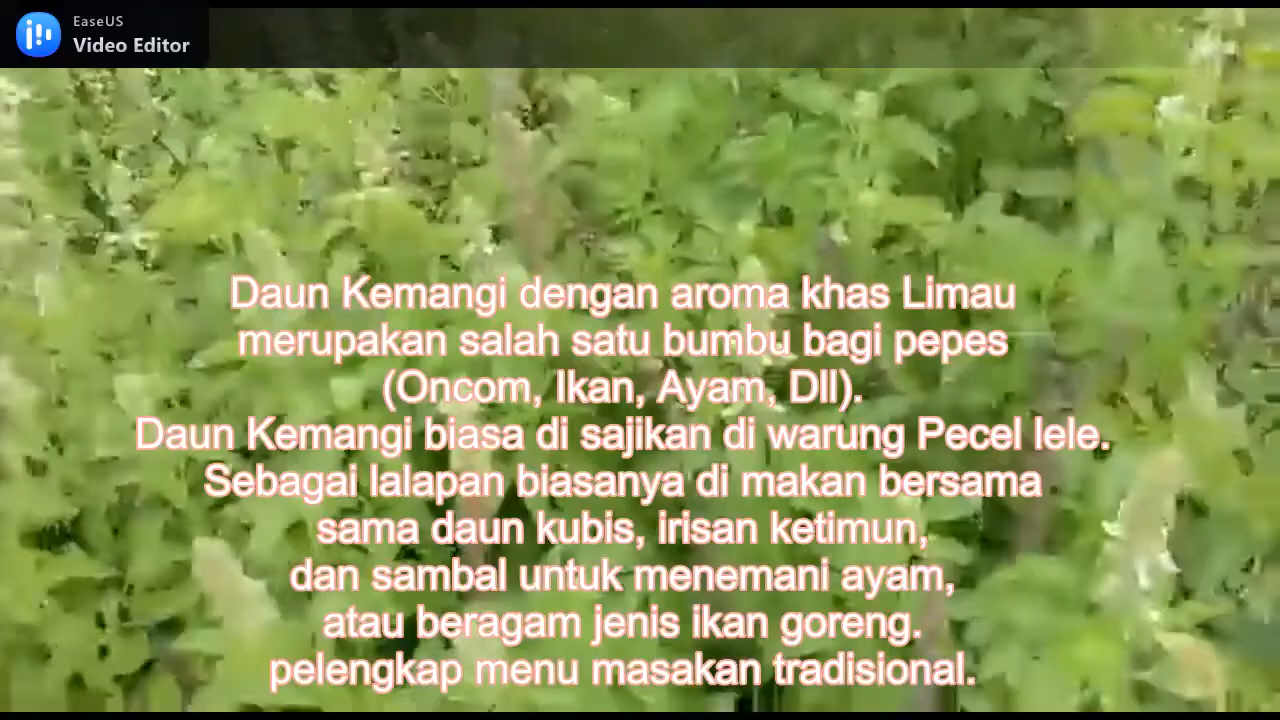 EaseUS
Video Editor
Daun Kemangi dengan aroma khas Limau
merupakan salah satu bumbu bagi pepes
(Oncom, Ikan, Ayam, Dll).
Daun Kemangi biasa di sajikan di warung Pecel lele.
Sebagai lalapan biasanya di makan bersama
sama daun kubis, irisan ketimun,
dan sambal untuk menemani ayam,
atau beragam jenis ikan goreng.
pelengkap menu masakan tradisional.